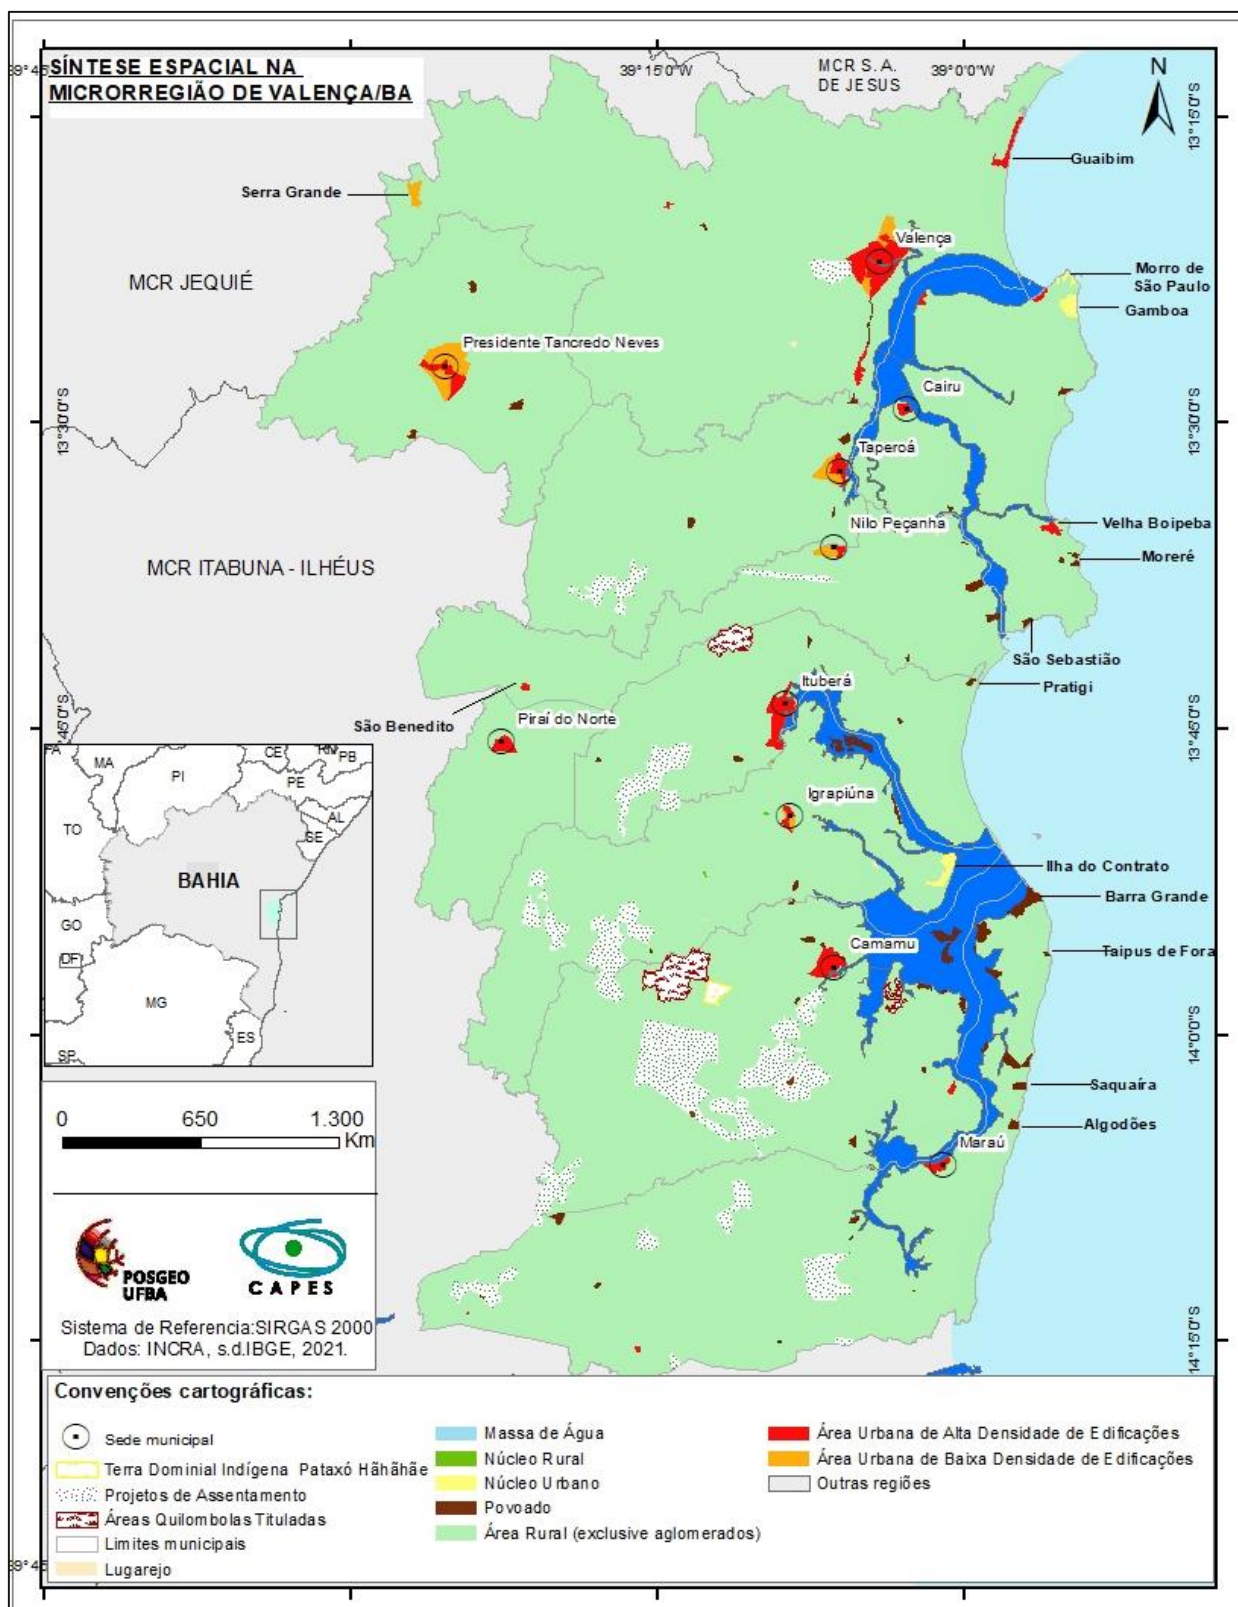 SÍNTESE ESPACIAL NA
MICRORREGIÃO DE VALENÇA/BA
39°15'0"W
MCR S. A.
DE JESUS
39°0'0"W
N
13°15'0"S
Guaibim
Serra Grande
Valença
MCR JEQUIÉ
Morro de
São Paulo
Gamboa
Presidente Tancredo Neves
Cairu
13°30'0"S
13°30'0"S
Taperoá
Nilo Peçanha
Velha Boipeba
Moreré
MCR ITABUNA - ILHÉUS
São Sebastião
Pratigi
Ituberá
São Benedito
Piraí do Norte
45'0"S
13°45'0"S
Igrapiúna
Ilha do Contrato
Barra Grande
Camamu
Taipus de Fora
14°0'0"S
Saquaíra
Algodões
Maraú
14°15'0"S
PA
MA
PI
CE
RN
PB
PE
AL
SE
TO
BAHIA
GO
DF
MG
ES
SP
0 650 1.300
Km
POSGEO
UFBA
CAPES
Sistema de Referencia:SIRGAS 2000
Dados: INCRA, s.d.IBGE, 2021.
Convenções cartográficas:
Sede municipal
Terra Dominial Indígena Pataxó Hãhãhãe
Projetos de Assentamento
Áreas Quilombolas Tituladas
Limites municipais
Lugarejo
Massa de Água
Núcleo Rural
Núcleo Urbano
Povoado
Área Rural (exclusive aglomerados)
Área Urbana de Alta Densidade de Edificações
Área Urbana de Baixa Densidade de Edificações
Outras regiões